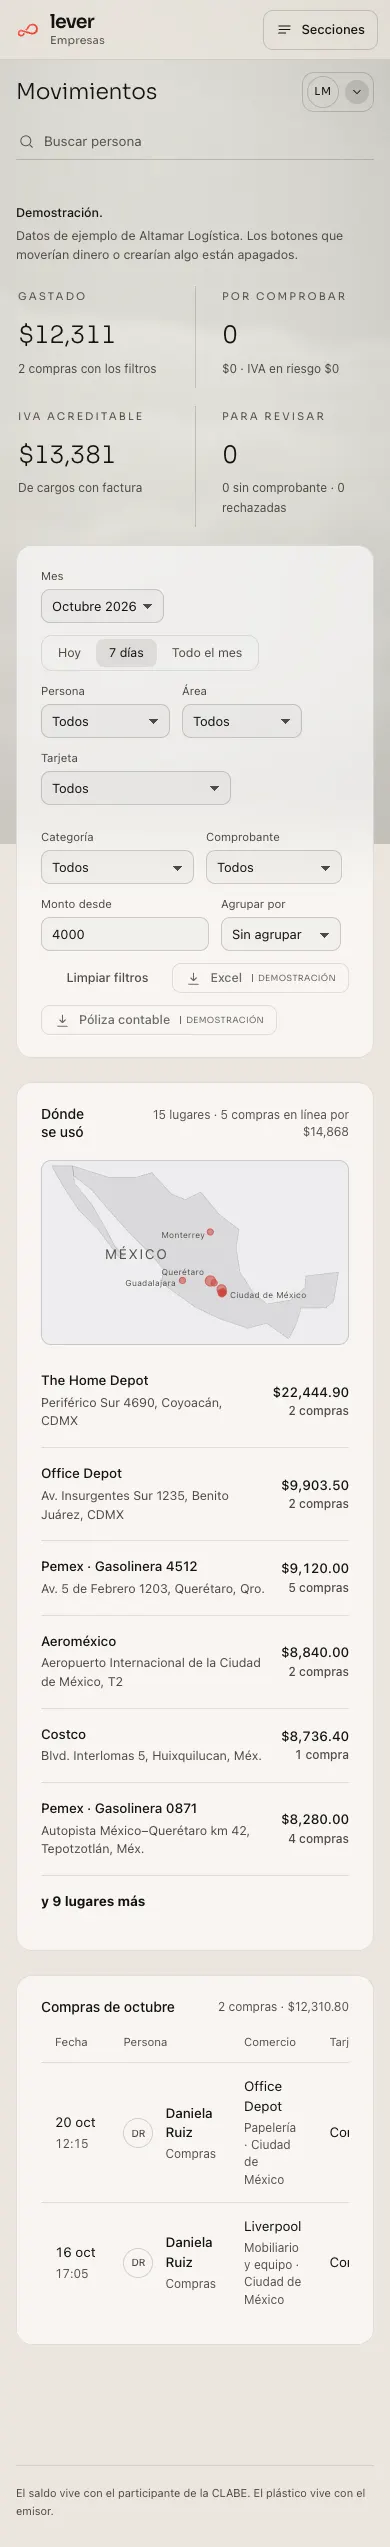 lever
Empresas
Secciones
Movimientos
LM
Buscar persona
Demostración.
Datos de ejemplo de Altamar Logística. Los botones que
moverían dinero o crearían algo están apagados.
GASTADO
$12,311
2 compras con los filtros
POR COMPROBAR
0
$0 · IVA en riesgo $0
IVA ACREDITABLE
$13,381
De cargos con factura
PARA REVISAR
0
0 sin comprobante · 0
rechazadas
Mes
Octubre 2026
Hoy
7 días
Todo el mes
Persona
Todos
Área
Todos
Tarjeta
Todos
Categoría
Todos
Comprobante
Todos
Monto desde
4000
Agrupar por
Sin agrupar
Limpiar filtros
Excel | DEMOSTRACIÓN
Póliza contable | DEMOSTRACIÓN
Dónde
se usó
15 lugares · 5 compras en línea por
$14,868
Monterrey
MÉXICO
Querétaro
Guadalajara
Ciudad de México
The Home Depot
Periférico Sur 4690, Coyoacán,
CDMX
$22,444.90
2 compras
Office Depot
Av. Insurgentes Sur 1235, Benito
Juárez, CDMX
$9,903.50
2 compras
Pemex · Gasolinera 4512
Av. 5 de Febrero 1203, Querétaro, Qro.
$9,120.00
5 compras
Aeroméxico
Aeropuerto Internacional de la Ciudad
de México, T2
$8,840.00
2 compras
Costco
Blvd. Interlomas 5, Huixquilucan, Méx.
$8,736.40
1 compra
Pemex · Gasolinera 0871
Autopista México–Querétaro km 42,
Tepotzotlán, Méx.
$8,280.00
4 compras
y 9 lugares más
Compras de octubre
2 compras · $12,310.80
Fecha
Persona
Comercio
Tarj
20 oct
12:15
DR
Daniela
Ruiz
Compras
Office
Depot
Papelería
· Ciudad
de
México
Co
16 oct
17:05
DR
Daniela
Ruiz
Compras
Liverpool
Mobiliario
y equipo ·
Ciudad de
México
Co
El saldo vive con el participante de la CLABE. El plástico vive con el
emisor.